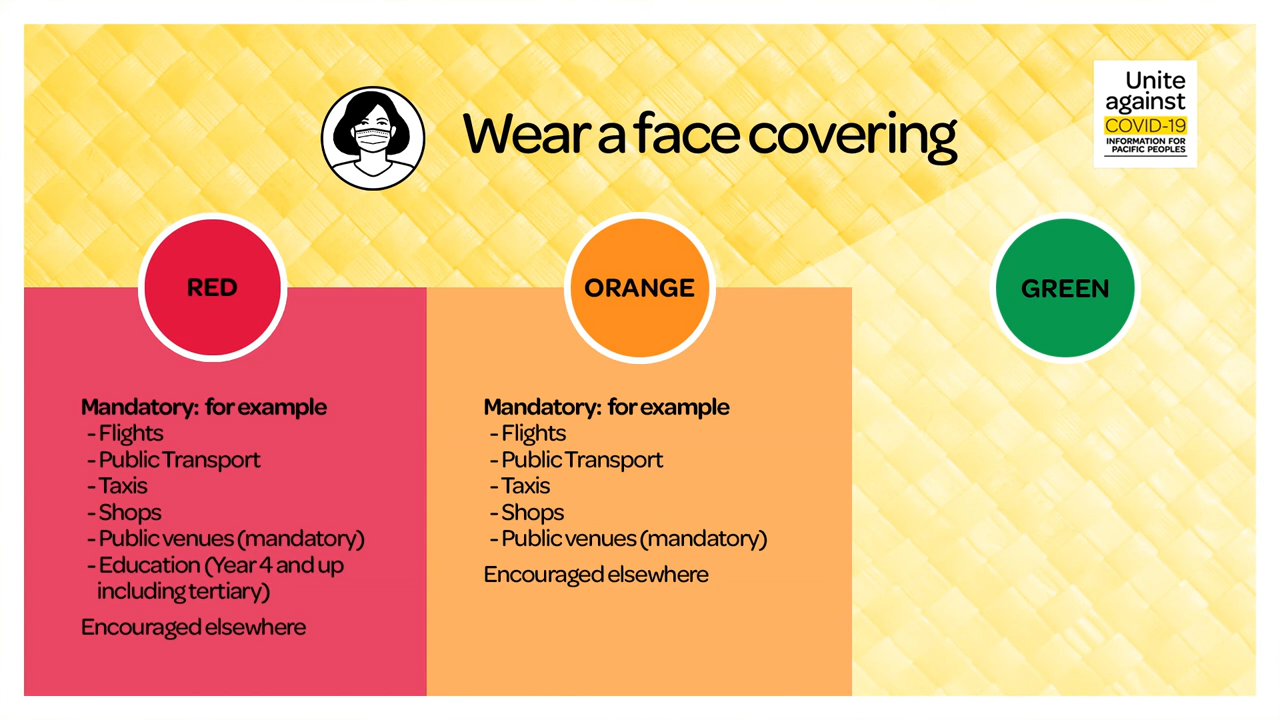 Wear a face covering
Unite
against
COVID-19
INFORMATION FOR
PACIFIC PEOPLES
RED
Mandatory: for example
- Flights
- Public Transport
- Taxis
- Shops
- Public venues (mandatory)
- Education (Year 4 and up
including tertiary)
Encouraged elsewhere
ORANGE
Mandatory: for example
- Flights
- Public Transport
- Taxis
- Shops
- Public venues (mandatory)
Encouraged elsewhere
GREEN